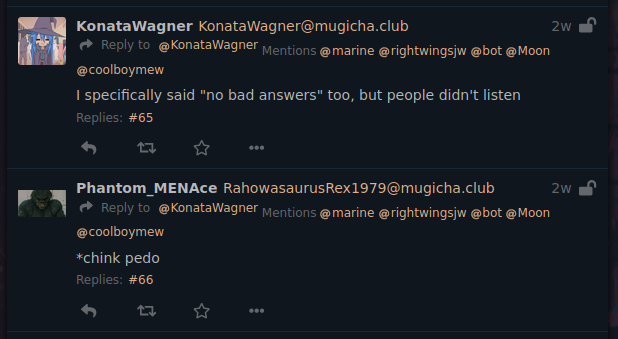 KonataWagner KonataWagner@mugicha.club 2w
Reply to @KonataWagner Mentions @marine @rightwingsjw @bot @Moon
@coolboymew
I specifically said "no bad answers" too, but people didn't listen
Replies: #65
Phantom_MENAce RahowasaurusRex1979@mugicha.club 2w
Reply to @KonataWagner Mentions @marine @rightwingsjw @bot @Moon
@coolboymew
*chink pedo
Replies: #66